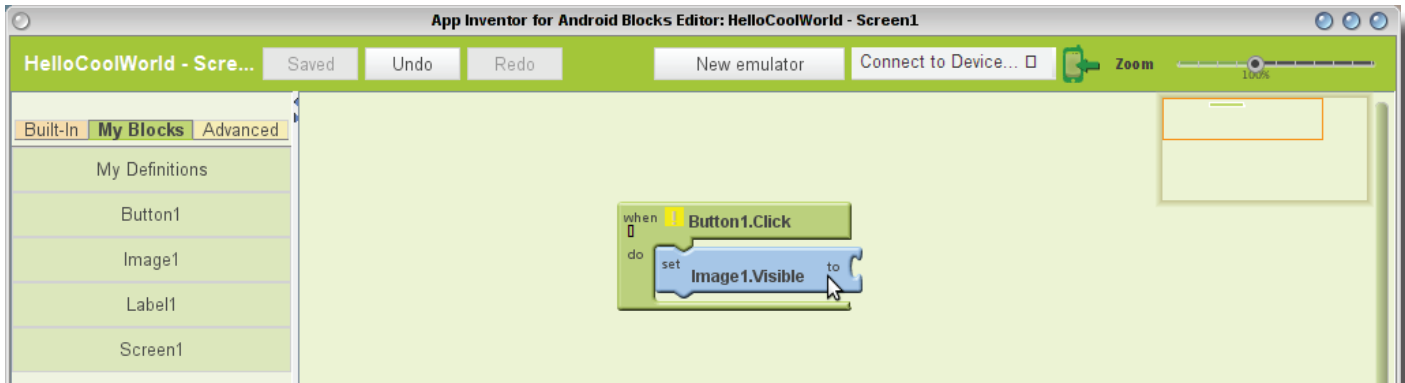 App Inventor for Android Blocks Editor: HelloCoolWorld - Screen1
HelloCoolWorld - Scre... Saved Undo Redo New emulator Connect to Device... Zoom
100%
Built-In My Blocks Advanced
My Definitions
Button1
Image1
Label1
Screen1
when ! Button1.Click
do
set Image1.Visible to